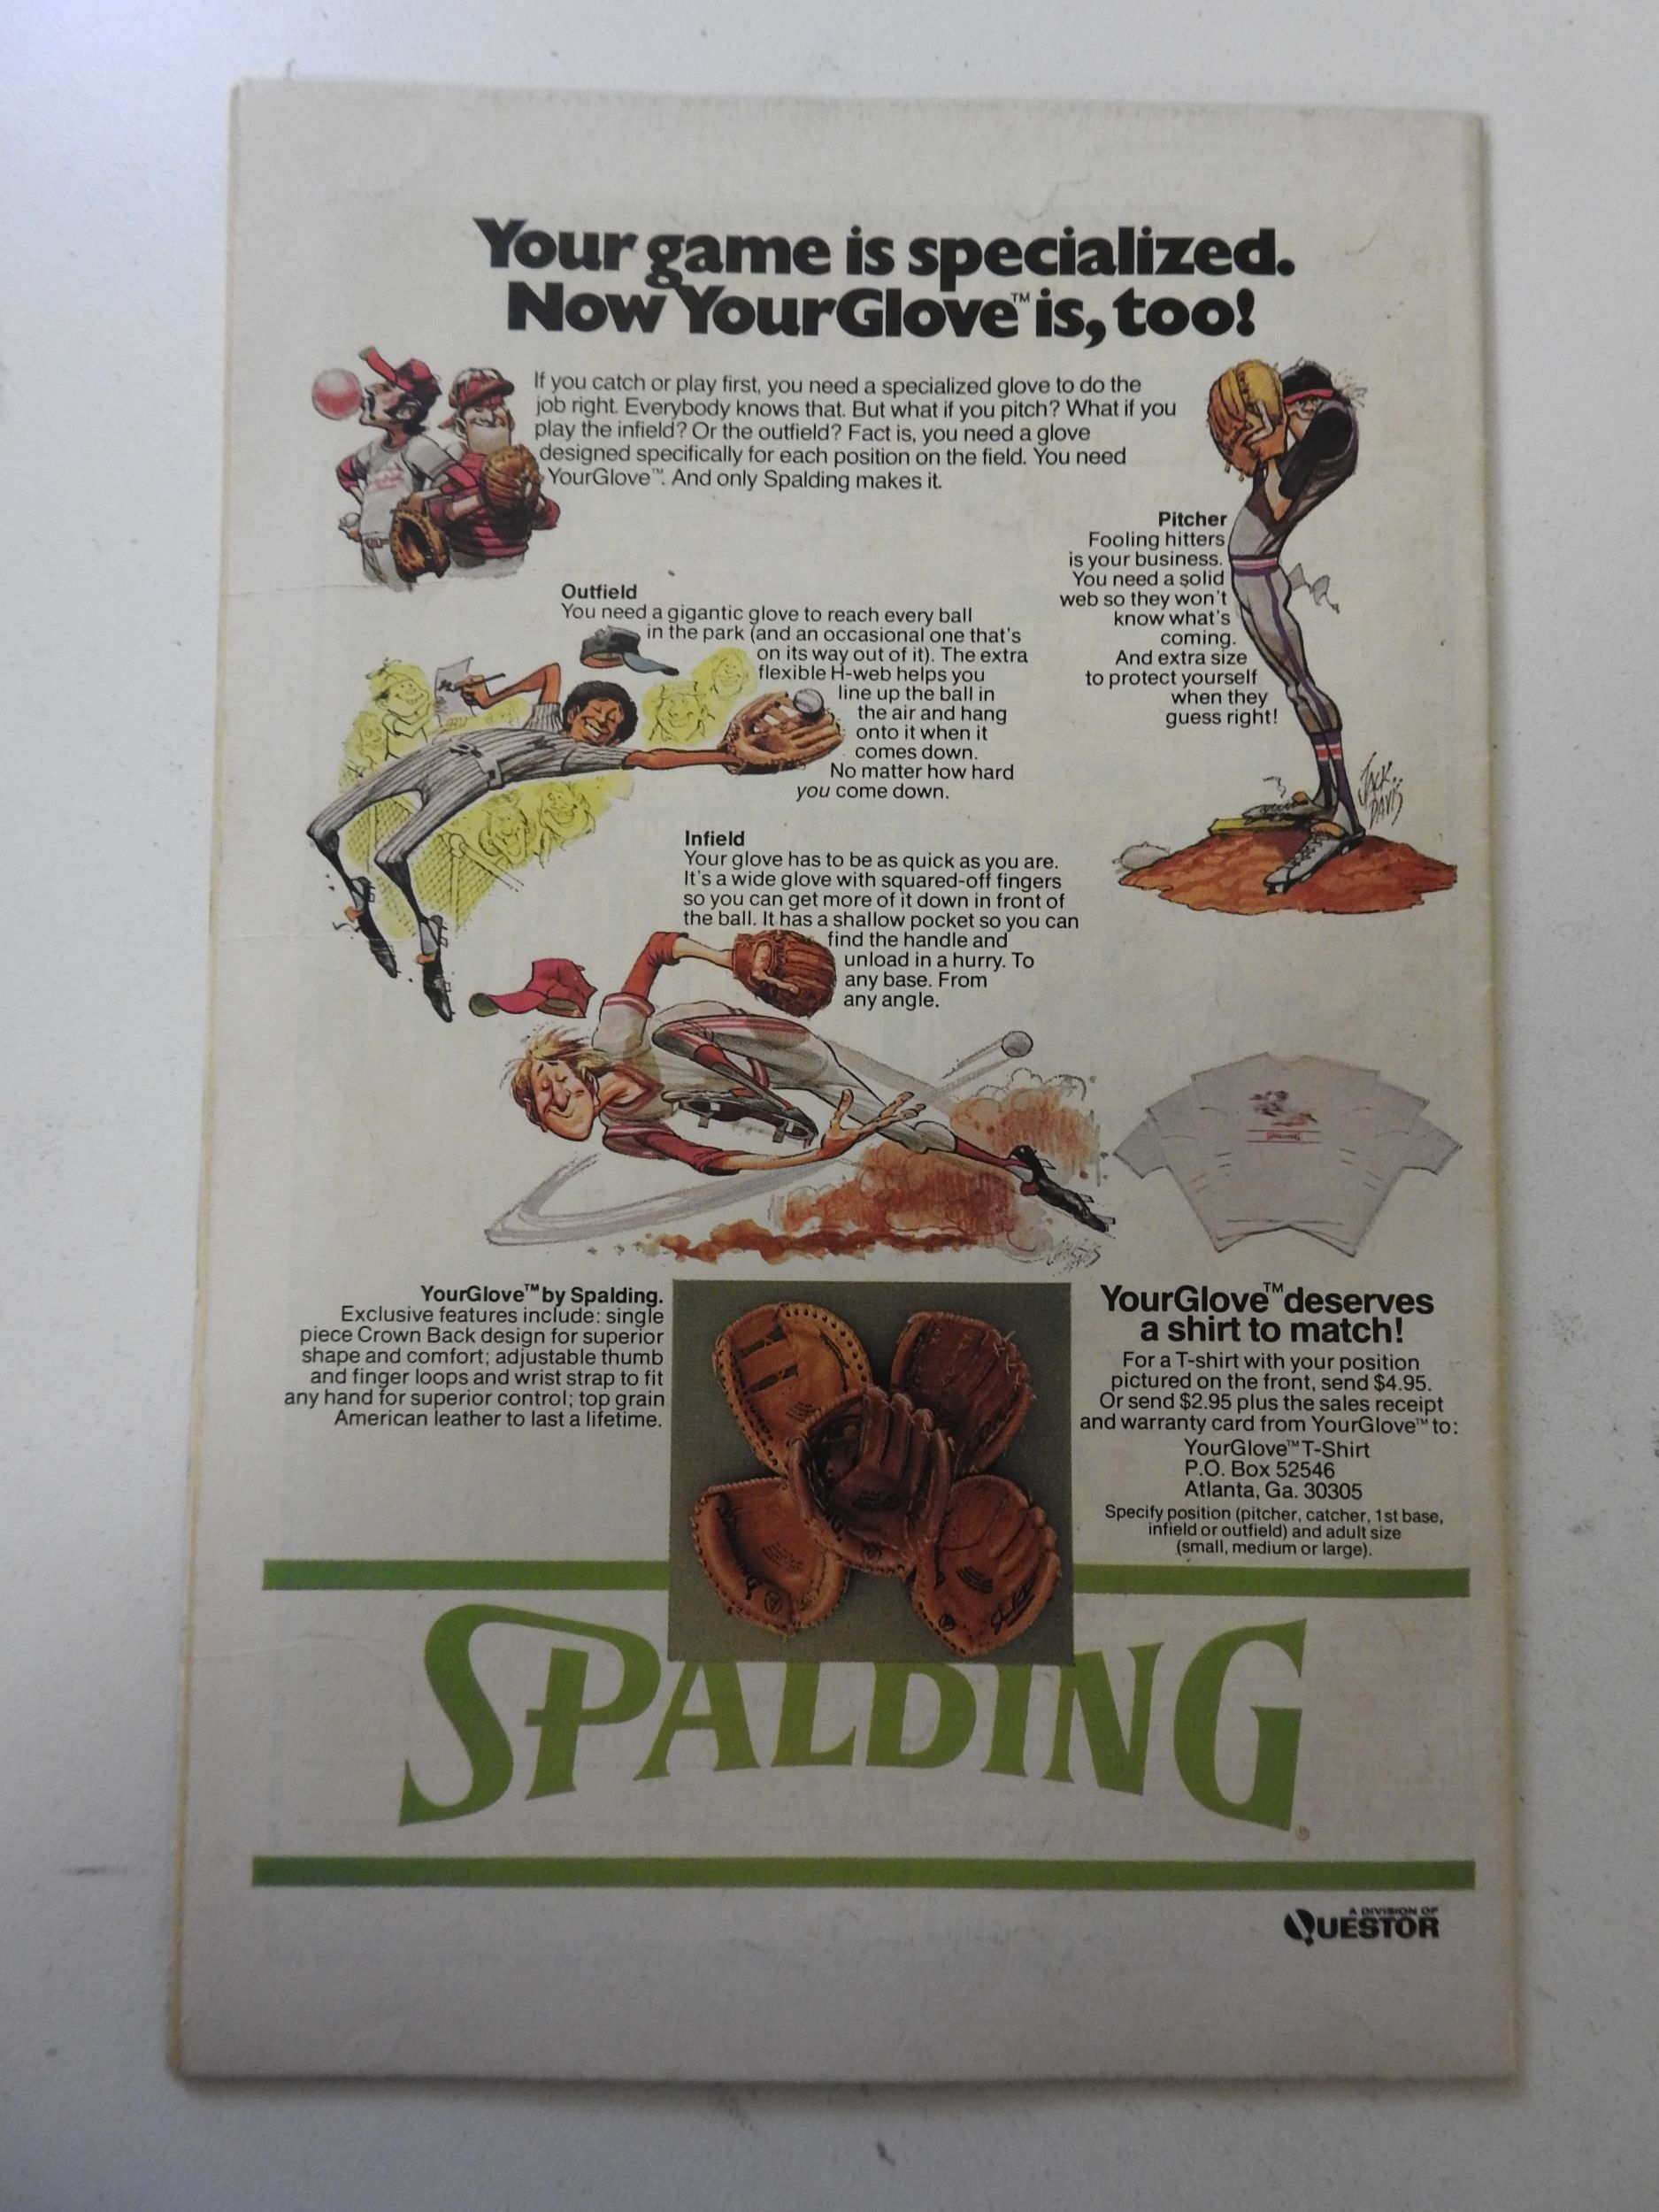 Your game is specialized.
Now YourGlove™ is, too!
If you catch or play first, you need a specialized glove to do the
job right. Everybody knows that. But what if you pitch? What if you
play the infield? Or the outfield? Fact is, you need a glove
designed specifically for each position on the field. You need
YourGlove™. And only Spalding makes it.
Pitcher
Fooling hitters
is your business.
You need a solid
web so they won't
know what's
coming.
And extra size
to protect yourself
when they
guess right!
JACK
DAVIS
Outfield
You need a gigantic glove to reach every ball
in the park (and an occasional one that's
on its way out of it). The extra
flexible H-web helps you
line up the ball in
the air and hang
onto it when it
comes down.
No matter how hard
you come down.
Infield
Your glove has to be as quick as you are.
It's a wide glove with squared-off fingers
so you can get more of it down in front of
the ball. It has a shallow pocket so you can
find the handle and
unload in a hurry. To
any base. From
any angle.
YourGlove™ by Spalding.
Exclusive features include: single
piece Crown Back design for superior
shape and comfort; adjustable thumb
and finger loops and wrist strap to fit
any hand for superior control; top grain
American leather to last a lifetime.
YourGlove™ deserves
a shirt to match!
For a T-shirt with your position
pictured on the front, send $4.95.
Or send $2.95 plus the sales receipt
and warranty card from YourGlove™ to:
YourGlove™ T-Shirt
P.O. Box 52546
Atlanta, Ga. 30305
Specify position (pitcher, catcher, 1st base,
infield or outfield) and adult size
(small, medium or large).
SPALDING®
A DIVISION OF
QUESTOR